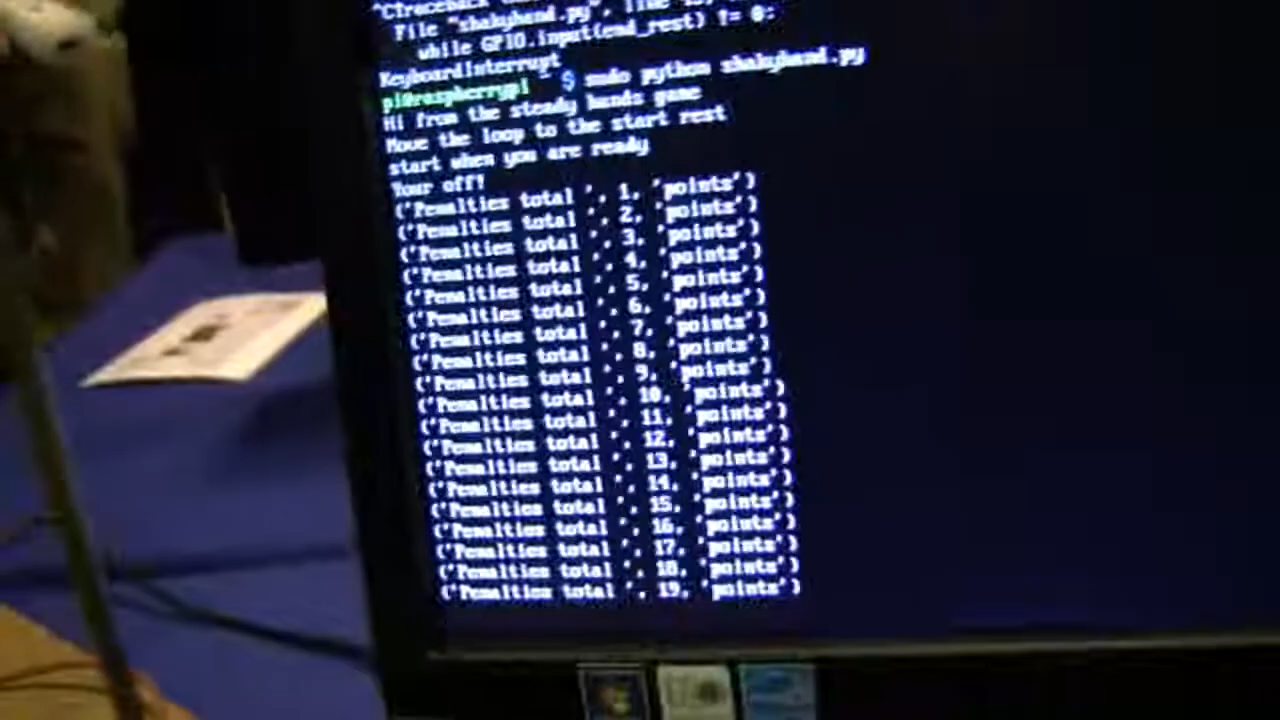 ^CTraceback
File "shakyhand.py", line
while GPIO.input(end_rest) != 0:
KeyboardInterrupt
pi@raspberrypi ~ $ sudo python shakyhand.py
Hi from the steady hands game
Move the loop to the start rest
start when you are ready
Your off!
('Penalties total ', 1, 'points')
('Penalties total ', 2, 'points')
('Penalties total ', 3, 'points')
('Penalties total ', 4, 'points')
('Penalties total ', 5, 'points')
('Penalties total ', 6, 'points')
('Penalties total ', 7, 'points')
('Penalties total ', 8, 'points')
('Penalties total ', 9, 'points')
('Penalties total ', 10, 'points')
('Penalties total ', 11, 'points')
('Penalties total ', 12, 'points')
('Penalties total ', 13, 'points')
('Penalties total ', 14, 'points')
('Penalties total ', 15, 'points')
('Penalties total ', 16, 'points')
('Penalties total ', 17, 'points')
('Penalties total ', 18, 'points')
('Penalties total ', 19, 'points')